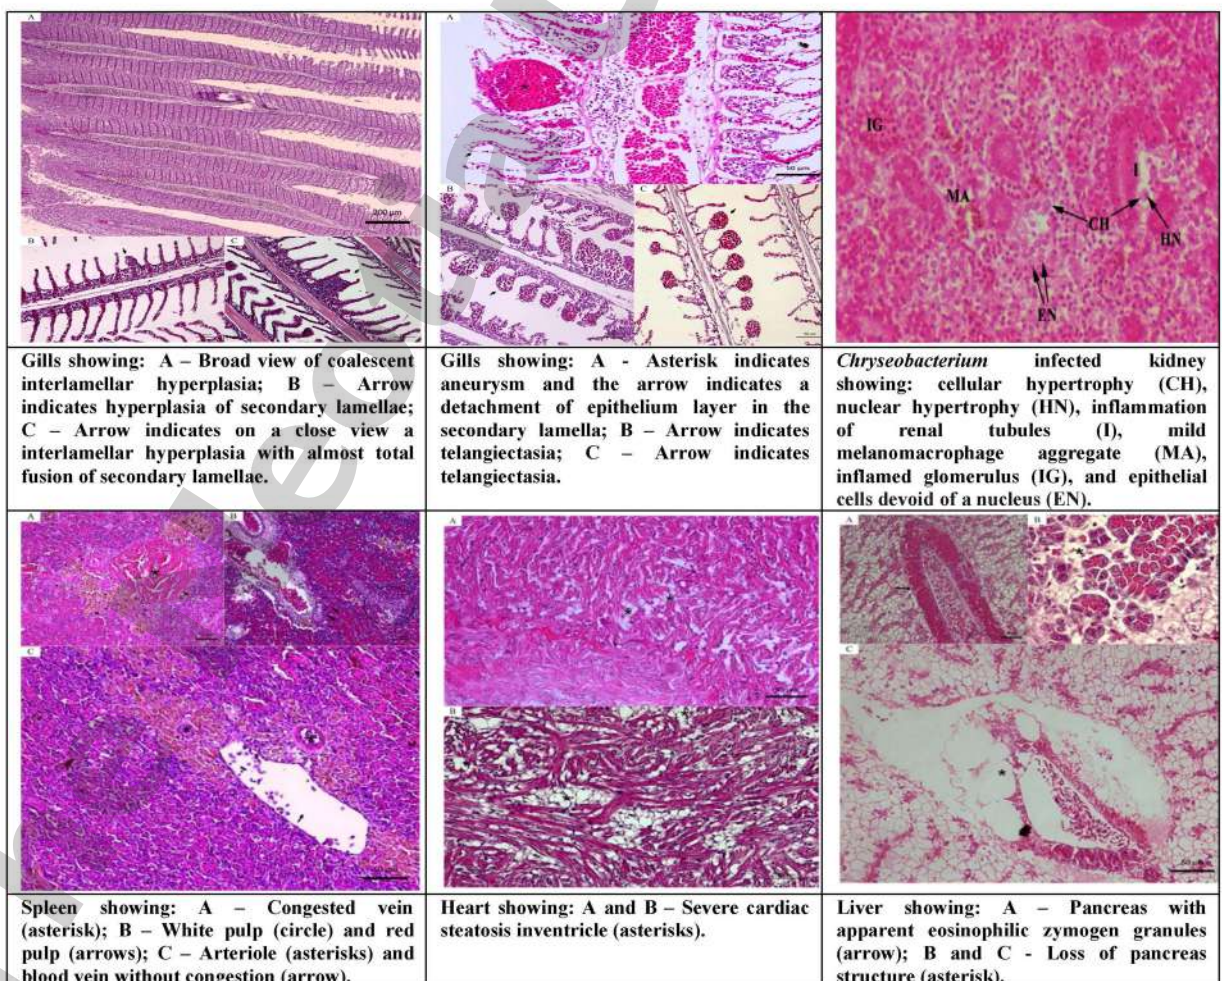 A
200 µm
B
C
A
50 µm
B
C
IG
MA
I
CH
HN
EN
Gills showing: A – Broad view of coalescent
interlamellar hyperplasia; B – Arrow
indicates hyperplasia of secondary lamellae;
C – Arrow indicates on a close view a
interlamellar hyperplasia with almost total
fusion of secondary lamellae.
Gills showing: A - Asterisk indicates
aneurysm and the arrow indicates a
detachment of epithelium layer in the
secondary lamella; B – Arrow indicates
telangiectasia; C – Arrow indicates
telangiectasia.
Chryseobacterium infected kidney
showing: cellular hypertrophy (CH),
nuclear hypertrophy (HN), inflammation
of renal tubules (I), mild
melanomacrophage aggregate (MA),
inflamed glomerulus (IG), and epithelial
cells devoid of a nucleus (EN).
A
B
C
A
B
A
B
C
Spleen showing: A – Congested vein
(asterisk); B – White pulp (circle) and red
pulp (arrows); C – Arteriole (asterisks) and
blood vein without congestion (arrow).
Heart showing: A and B – Severe cardiac
steatosis inventricle (asterisks).
Liver showing: A – Pancreas with
apparent eosinophilic zymogen granules
(arrow); B and C - Loss of pancreas
structure (asterisk).